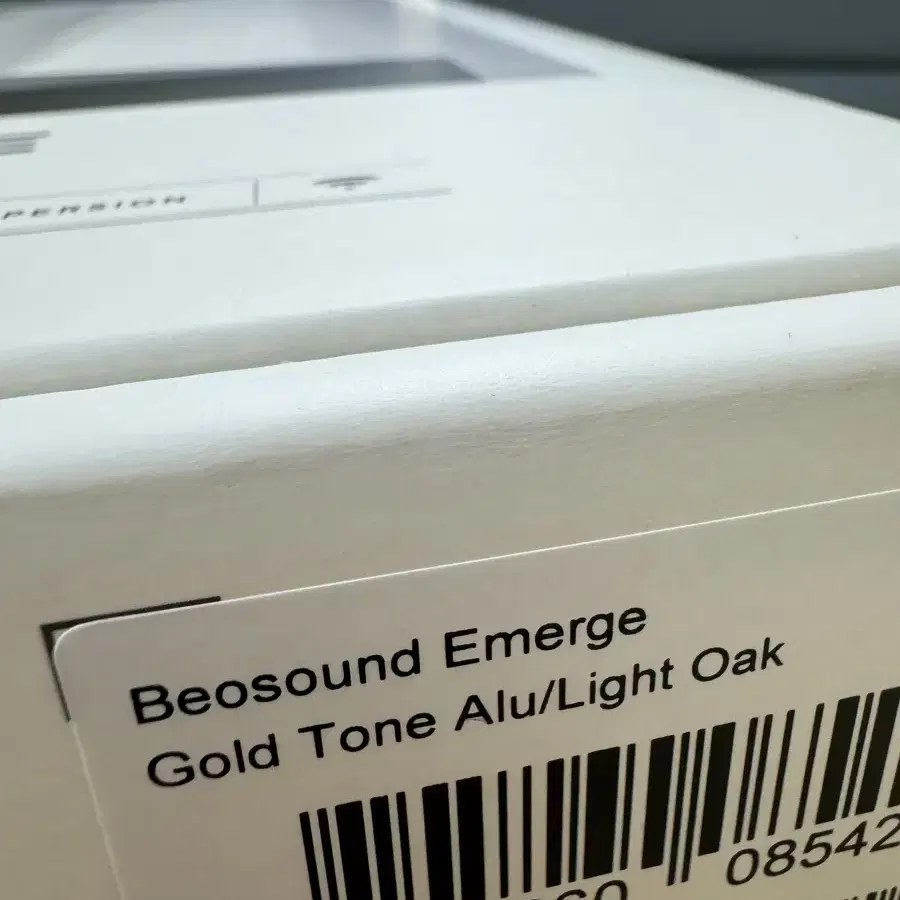 PERSION
Beosound Emerge
Gold Tone Alu/Light Oak
08542